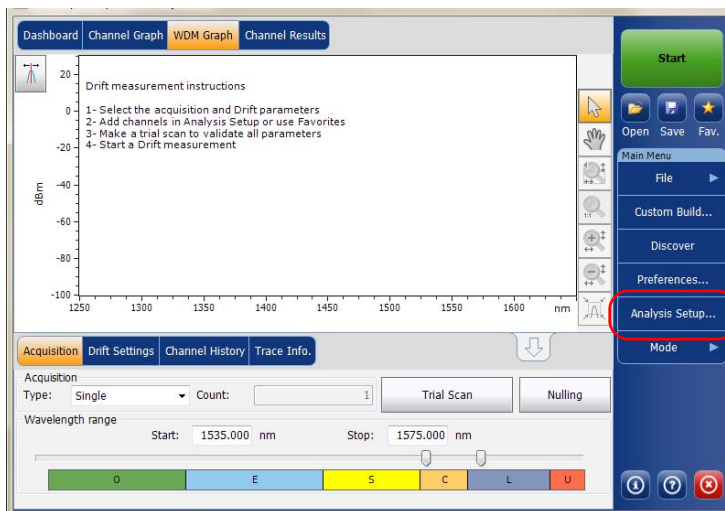 Dashboard Channel Graph WDM Graph Channel Results
Drift measurement instructions
1- Select the acquisition and Drift parameters
2- Add channels in Analysis Setup or use Favorites
3- Make a trial scan to validate all parameters
4- Start a Drift measurement
20
0
-20
-40
-60
-80
-100
dBm
1250 1300 1350 1400 1450 1500 1550 1600 nm
1:1
Acquisition Drift Settings Channel History Trace Info.
Acquisition
Type: Single Count: 1 Trial Scan Nulling
Wavelength range
Start: 1535.000 nm Stop: 1575.000 nm
O E S C L U
Start
Open Save Fav.
Main Menu
File
Custom Build...
Discover
Preferences...
Analysis Setup...
Mode